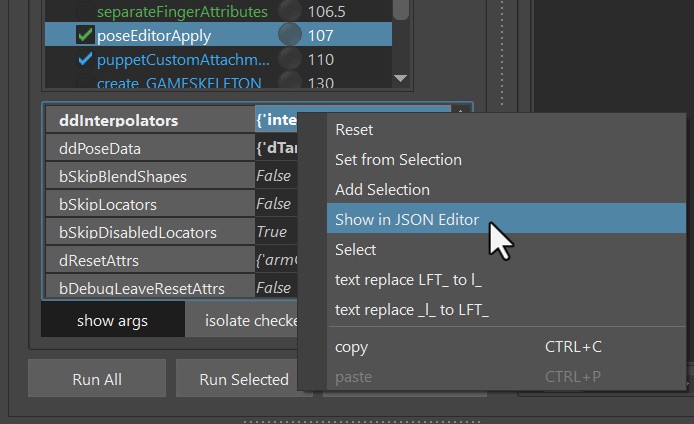 separateFingerAttributes 106.5
poseEditorApply 107
puppetCustomAttachm... 110
create_GAMESKELETON 130
ddInterpolators {'inte
ddPoseData {'dTar
bSkipBlendShapes False
bSkipLocators False
bSkipDisabledLocators True
dResetAttrs {'arm
bDebugLeaveResetAttrs False
show args isolate checke
Run All Run Selected
Reset
Set from Selection
Add Selection
Show in JSON Editor
Select
text replace LFT_ to l_
text replace _l_ to LFT_
copy CTRL+C
paste CTRL+P